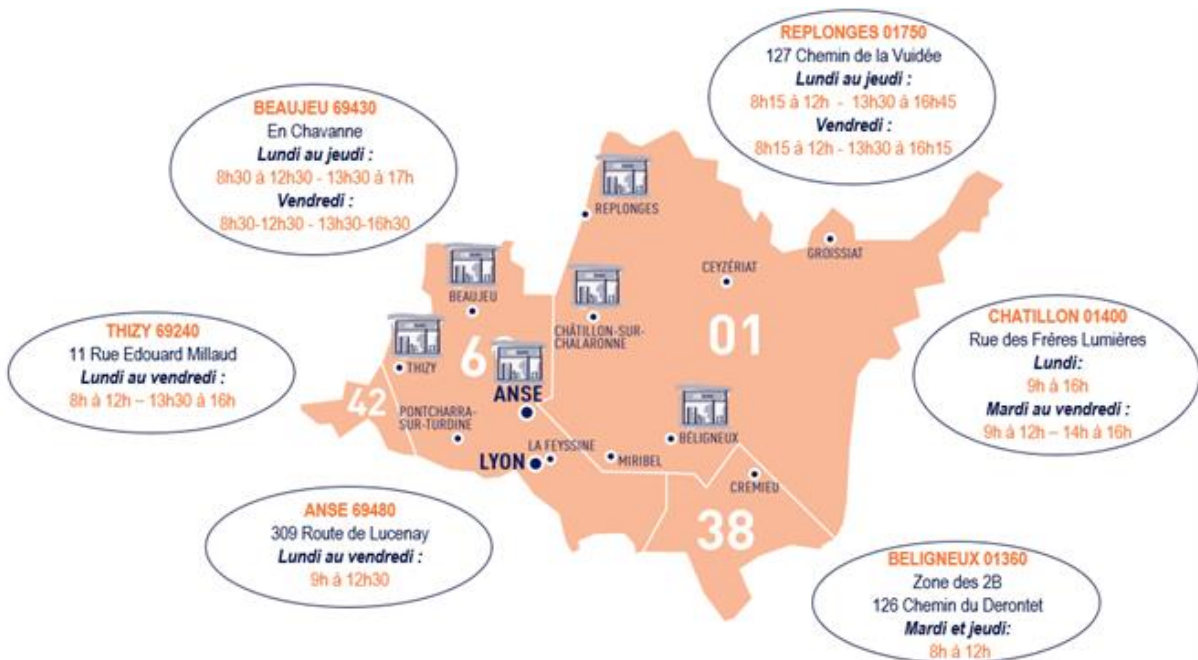 REPLONGES 01750
127 Chemin de la Vuidée
Lundi au jeudi :
8h15 à 12h - 13h30 à 16h45
Vendredi :
8h15 à 12h - 13h30 à 16h15
BEAUJEU 69430
En Chavanne
Lundi au jeudi :
8h30 à 12h30 - 13h30 à 17h
Vendredi :
8h30-12h30 - 13h30-16h30
REPLONGES
GROISSIAT
CEYZÉRIAT
BEAUJEU
CHÂTILLON-SUR-
CHALARONNE
01
THIZY 69240
11 Rue Edouard Millaud
Lundi au vendredi :
8h à 12h – 13h30 à 16h
CHATILLON 01400
Rue des Frères Lumières
Lundi:
9h à 16h
Mardi au vendredi :
9h à 12h – 14h à 16h
THIZY
6
ANSE
42
PONTCHARRA-
SUR-TURDINE
BÉLIGNEUX
LA FEYSSINE
LYON
MIRIBEL
CREMIEU
38
ANSE 69480
309 Route de Lucenay
Lundi au vendredi :
9h à 12h30
BELIGNEUX 01360
Zone des 2B
126 Chemin du Derontet
Mardi et jeudi:
8h à 12h